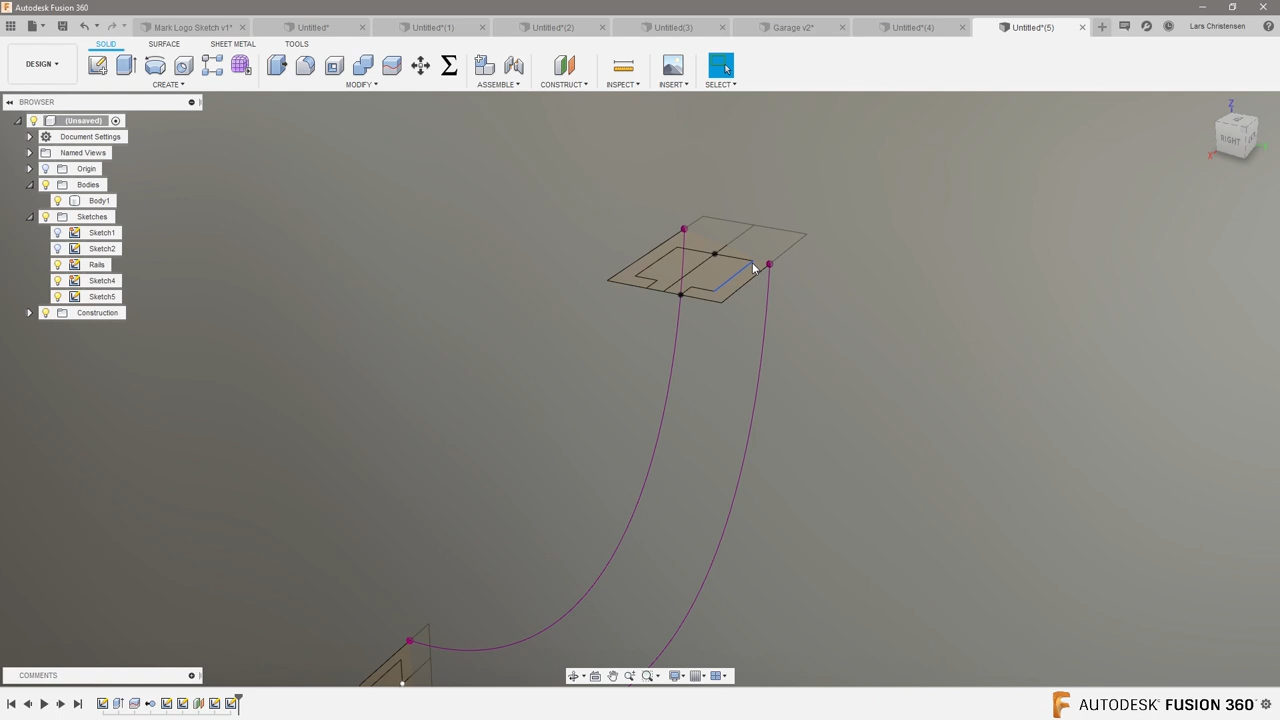 Autodesk Fusion 360
Mark Logo Sketch v1*
Untitled*
Untitled*(1)
Untitled*(2)
Untitled(3)
Garage v2*
Untitled*(4)
Untitled*(5)
Lars Christensen
DESIGN
SOLID
SURFACE
SHEET METAL
TOOLS
CREATE
MODIFY
ASSEMBLE
CONSTRUCT
INSPECT
INSERT
SELECT
BROWSER
(Unsaved)
Document Settings
Named Views
Origin
Bodies
Body1
Sketches
Sketch1
Sketch2
Rails
Sketch4
Sketch5
Construction
Z
RIGHT
X
COMMENTS
AUTODESK FUSION 360